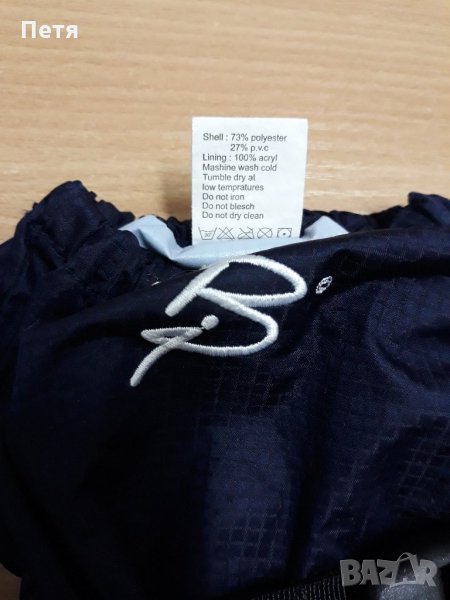 Петя
Shell : 73% polyester
27% p.v.c
Lining : 100% acryl
Mashine wash cold
Tumble dry at
low tempratures
Do not iron
Do not blesch
Do not dry clean
BAZAR